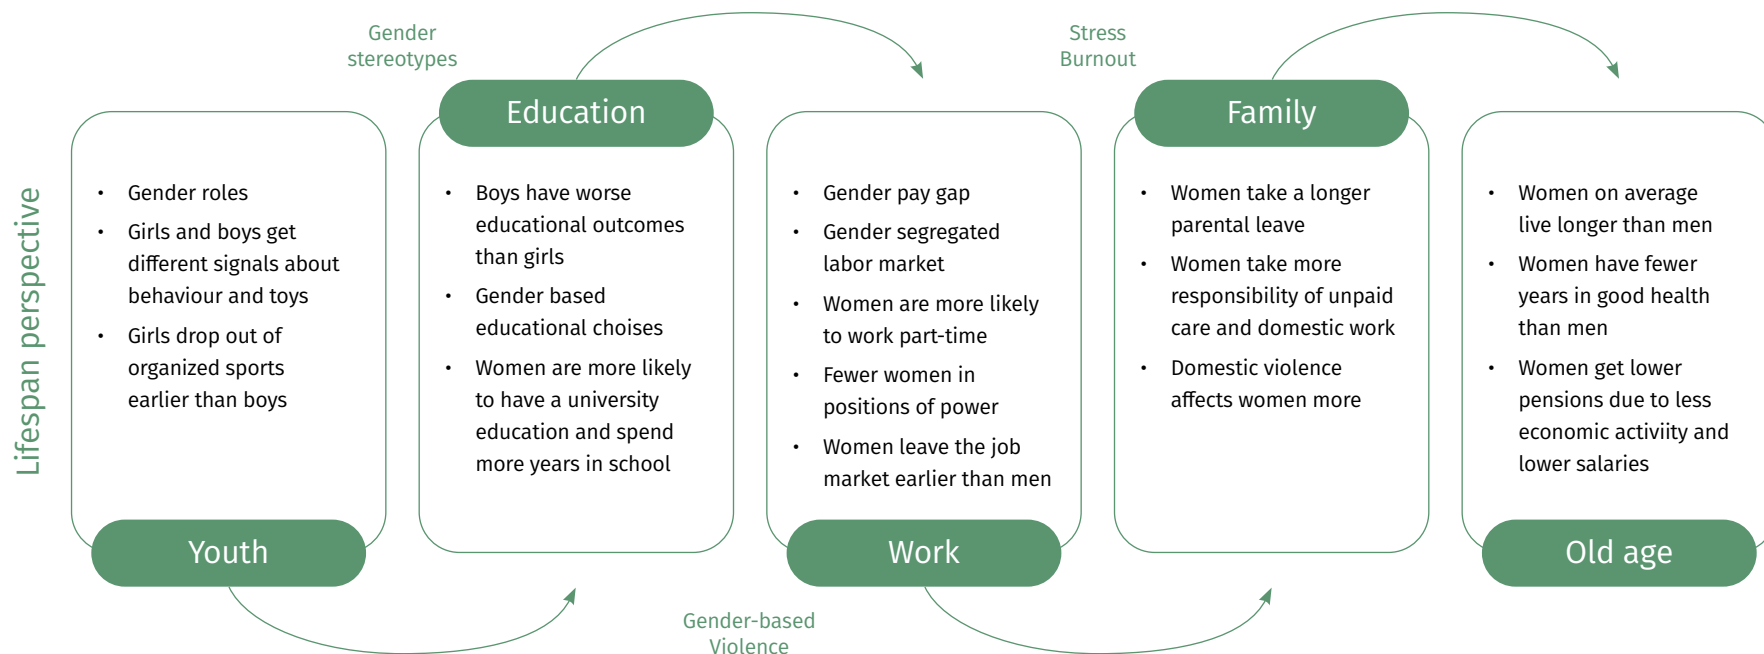 Lifespan perspective
Gender
stereotypes
Stress
Burnout
Gender-based
Violence
Youth
Gender roles
Girls and boys get
different signals about
behaviour and toys
Girls drop out of
organized sports
earlier than boys
Education
Boys have worse
educational outcomes
than girls
Gender based
educational choises
Women are more likely
to have a university
education and spend
more years in school
Work
Gender pay gap
Gender segregated
labor market
Women are more likely
to work part-time
Fewer women in
positions of power
Women leave the job
market earlier than men
Family
Women take a longer
parental leave
Women take more
responsibility of unpaid
care and domestic work
Domestic violence
affects women more
Old age
Women on average
live longer than men
Women have fewer
years in good health
than men
Women get lower
pensions due to less
economic activiity and
lower salaries